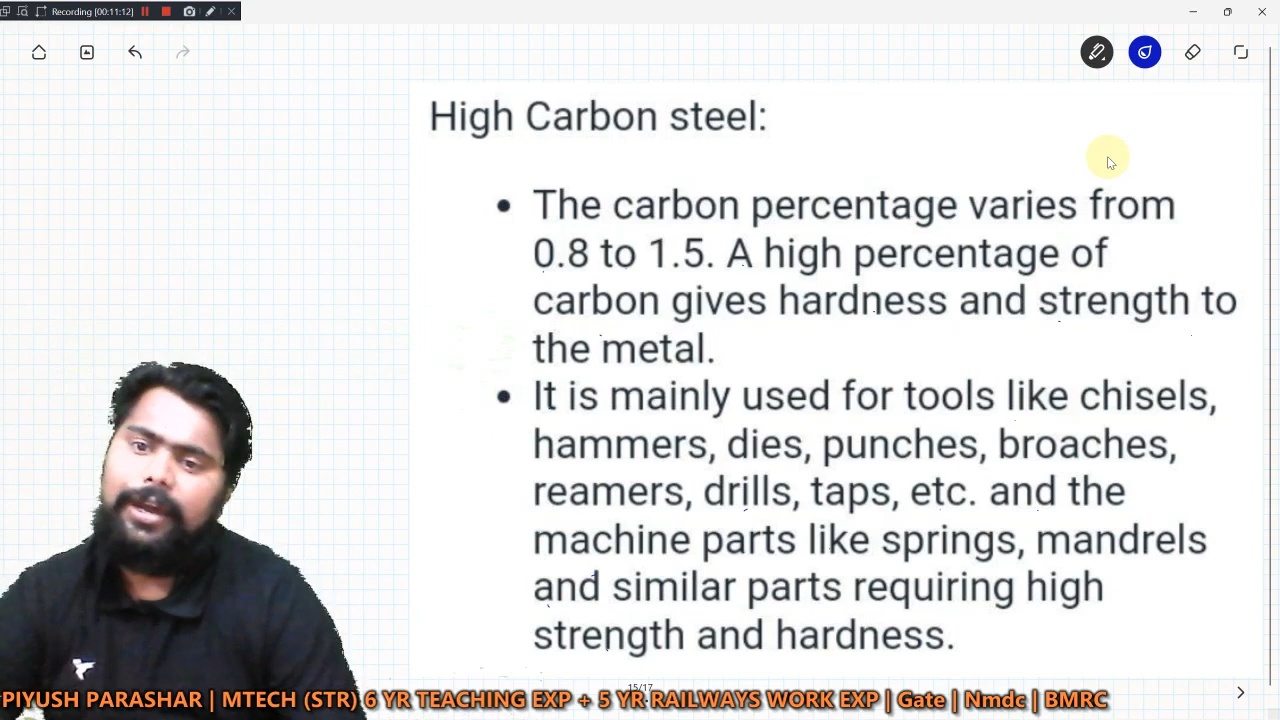 Recording [00:11:12]
High Carbon steel:
• The carbon percentage varies from
0.8 to 1.5. A high percentage of
carbon gives hardness and strength to
the metal.
• It is mainly used for tools like chisels,
hammers, dies, punches, broaches,
reamers, drills, taps, etc. and the
machine parts like springs, mandrels
and similar parts requiring high
strength and hardness.
15/17
PIYUSH PARASHAR | MTECH (STR) 6 YR TEACHING EXP + 5 YR RAILWAYS WORK EXP | Gate | Nmdc | BMRC